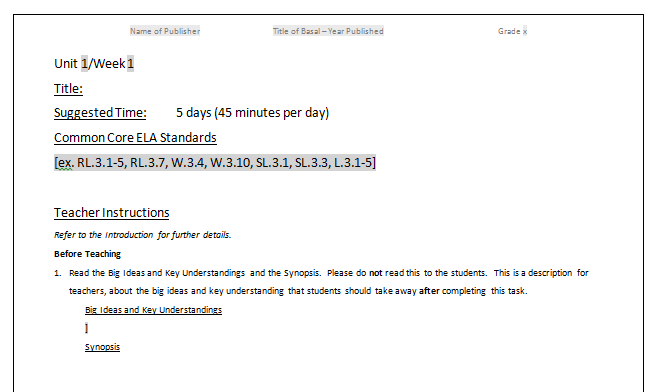 Name of Publisher Title of Basal – Year Published Grade x
Unit 1/Week 1
Title:
Suggested Time: 5 days (45 minutes per day)
Common Core ELA Standards
[ex. RL.3.1-5, RL.3.7, W.3.4, W.3.10, SL.3.1, SL.3.3, L.3.1-5]
Teacher Instructions
Refer to the Introduction for further details.
Before Teaching
1. Read the Big Ideas and Key Understandings and the Synopsis. Please do not read this to the students. This is a description for
teachers, about the big ideas and key understanding that students should take away after completing this task.
Big Ideas and Key Understandings
]
Synopsis